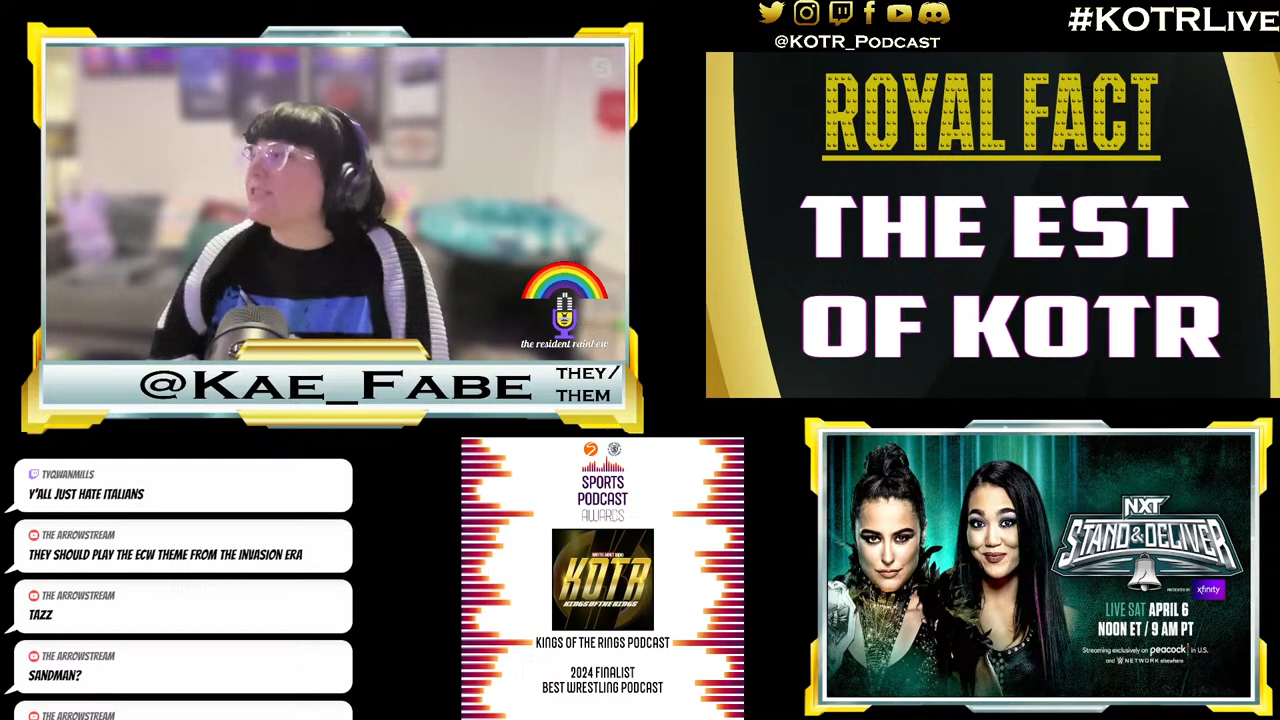 @KOTR_PODCAST
#KOTRLIVE
ROYAL FACT
THE EST
OF KOTR
the resident rainbow
@KAE_FABE
THEY/
THEM
TYQWANMILLS
Y'ALL JUST HATE ITALIANS
THE ARROWSTREAM
THEY SHOULD PLAY THE ECW THEME FROM THE INVASION ERA
THE ARROWSTREAM
TAZZ
THE ARROWSTREAM
SANDMAN?
THE ARROWSTREAM
SPORTS
PODCAST
AWARDS
KOTR
KINGS OF THE RINGS
KINGS OF THE RINGS PODCAST
2024 FINALIST
BEST WRESTLING PODCAST
NXT
STAND & DELIVER
PRESENTED BY xfinity
LIVE SAT APRIL 6
NOON ET / 9 AM PT
Streaming exclusively on peacock in U.S.
and NETWORK elsewhere